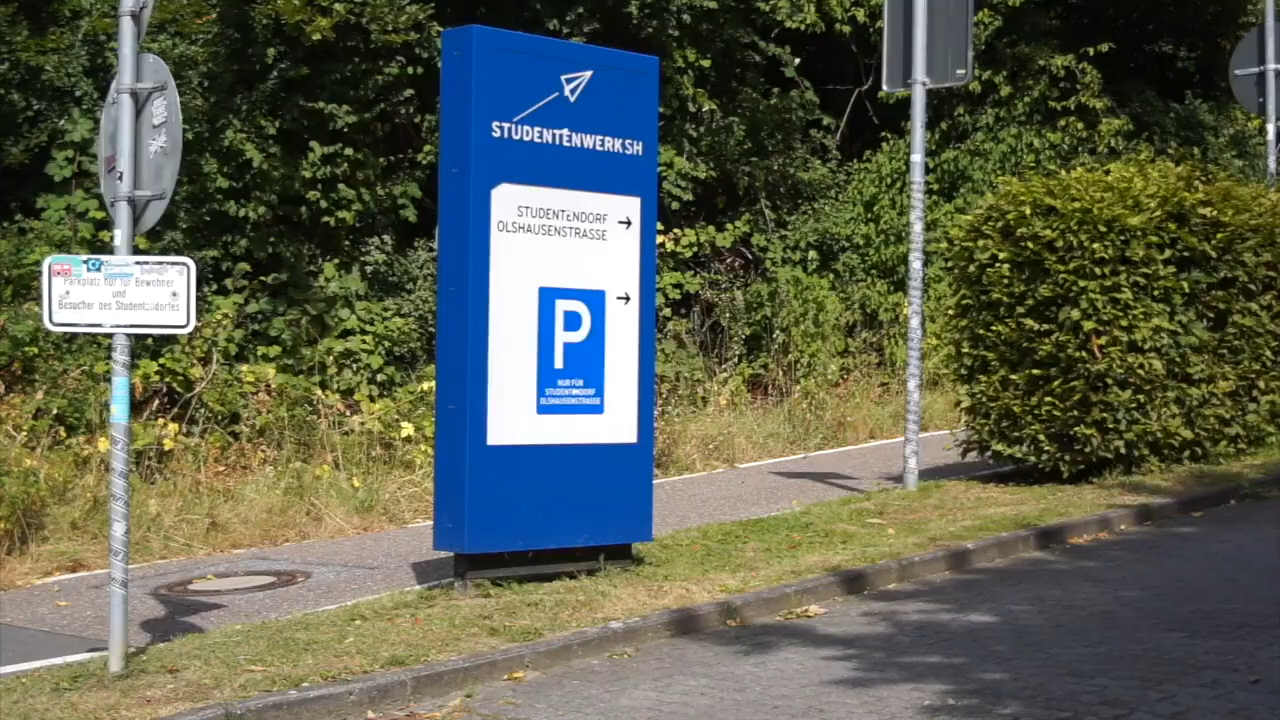 Parkplatz nur für Bewohner
und
Besucher des Studentendorfes
STUDENTENWERK SH
STUDENTENDORF
OLSHAUSENSTRASSE
P
NUR FÜR
STUDENTENDORF
OLSHAUSENSTRASSE